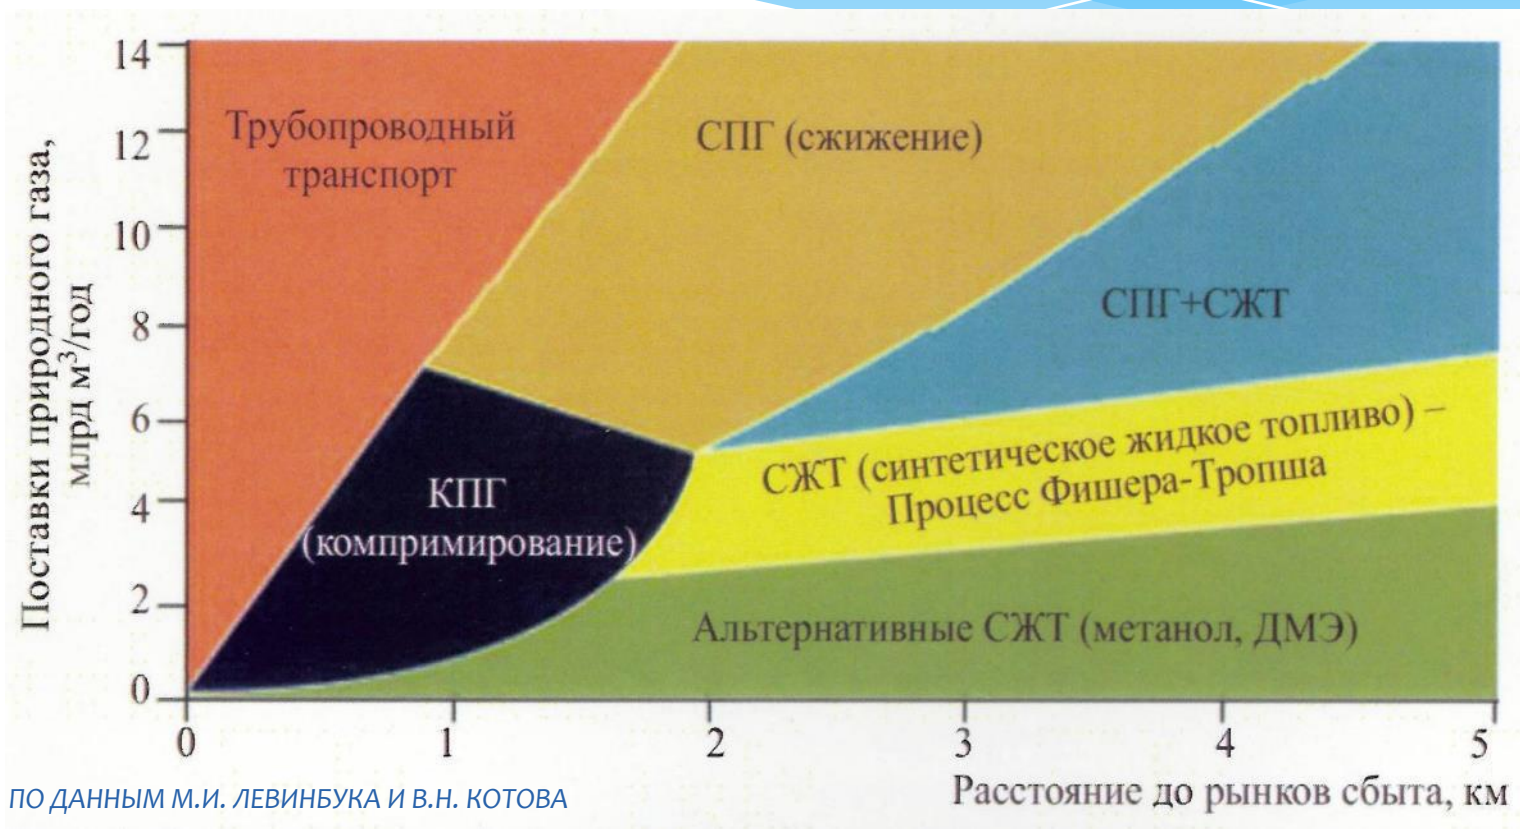 Поставки природного газа,
млрд м³/год
14
12
10
8
6
4
2
0
Трубопроводный
транспорт
СПГ (сжижение)
СПГ+СЖТ
КПГ
(компримирование)
СЖТ (синтетическое жидкое топливо) –
Процесс Фишера-Тропша
Альтернативные СЖТ (метанол, ДМЭ)
0 1 2 3 4 5
Расстояние до рынков сбыта, км
ПО ДАННЫМ М.И. ЛЕВИНБУКА И В.Н. КОТОВА